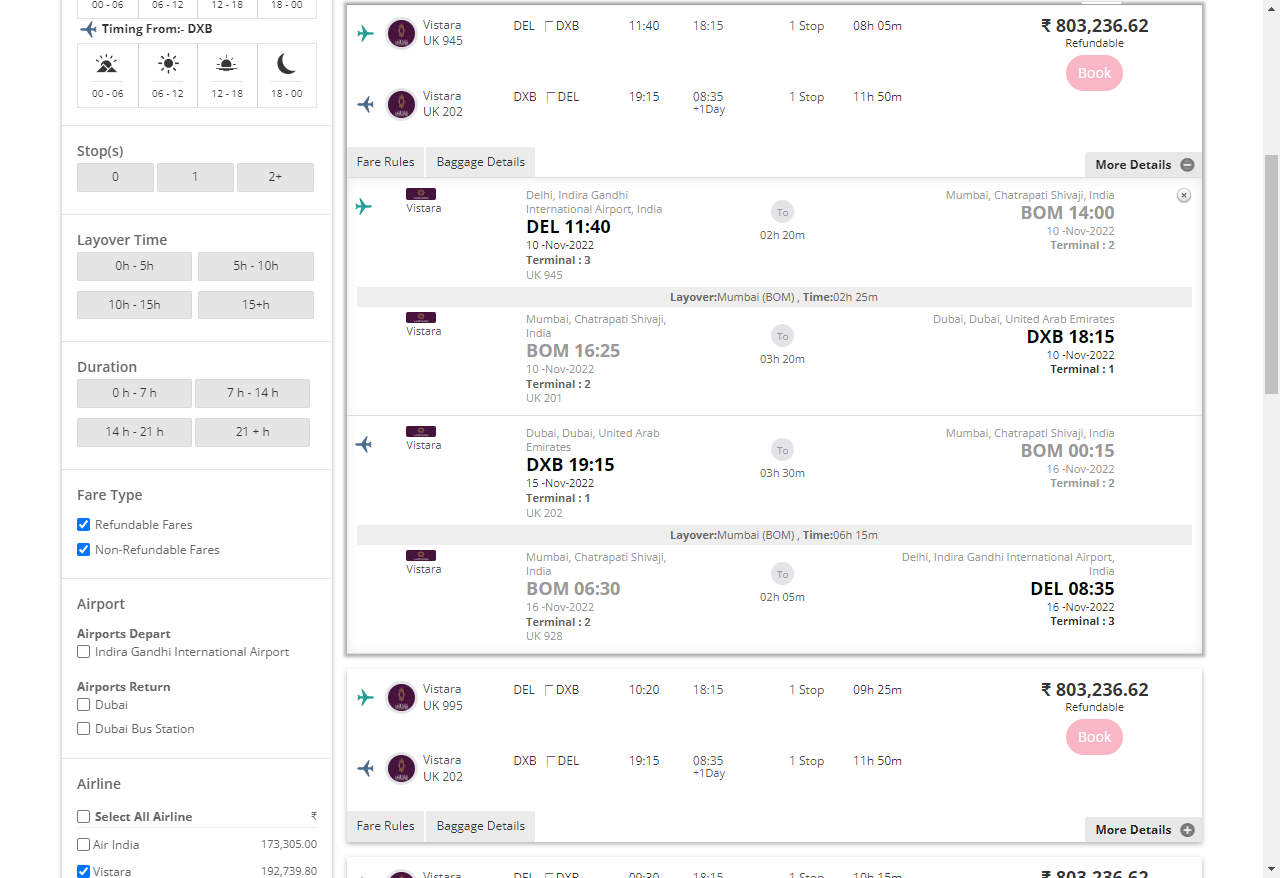 00 - 06
06 - 12
12 - 18
18 - 00
Timing From:- DXB
00 - 06
06 - 12
12 - 18
18 - 00
Stop(s)
0
1
2+
Layover Time
0h - 5h
5h - 10h
10h - 15h
15+h
Duration
0 h - 7 h
7 h - 14 h
14 h - 21 h
21 + h
Fare Type
Refundable Fares
Non-Refundable Fares
Airport
Airports Depart
Indira Gandhi International Airport
Airports Return
Dubai
Dubai Bus Station
Airline
Select All Airline ₹
Air India 173,305.00
Vistara 192,739.80
Vistara
UK 945
DEL DXB 11:40 18:15 1 Stop 08h 05m
₹ 803,236.62
Refundable
Book
Vistara
UK 202
DXB DEL 19:15 08:35 1 Stop 11h 50m
+1Day
Fare Rules
Baggage Details
More Details
Vistara
Delhi, Indira Gandhi
International Airport, India
DEL 11:40
10 -Nov-2022
Terminal : 3
UK 945
To
02h 20m
Mumbai, Chatrapati Shivaji, India
BOM 14:00
10 -Nov-2022
Terminal : 2
Layover:Mumbai (BOM) , Time:02h 25m
Vistara
Mumbai, Chatrapati Shivaji,
India
BOM 16:25
10 -Nov-2022
Terminal : 2
UK 201
To
03h 20m
Dubai, Dubai, United Arab Emirates
DXB 18:15
10 -Nov-2022
Terminal : 1
Vistara
Dubai, Dubai, United Arab
Emirates
DXB 19:15
15 -Nov-2022
Terminal : 1
UK 202
To
03h 30m
Mumbai, Chatrapati Shivaji, India
BOM 00:15
16 -Nov-2022
Terminal : 2
Layover:Mumbai (BOM) , Time:06h 15m
Vistara
Mumbai, Chatrapati Shivaji,
India
BOM 06:30
16 -Nov-2022
Terminal : 2
UK 928
To
02h 05m
Delhi, Indira Gandhi International Airport,
India
DEL 08:35
16 -Nov-2022
Terminal : 3
Vistara
UK 995
DEL DXB 10:20 18:15 1 Stop 09h 25m
₹ 803,236.62
Refundable
Book
Vistara
UK 202
DXB DEL 19:15 08:35 1 Stop 11h 50m
+1Day
Fare Rules
Baggage Details
More Details
Vistara DEL DXB 09:30 18:15 1 Stop 10h 15m ₹ 803,236.62